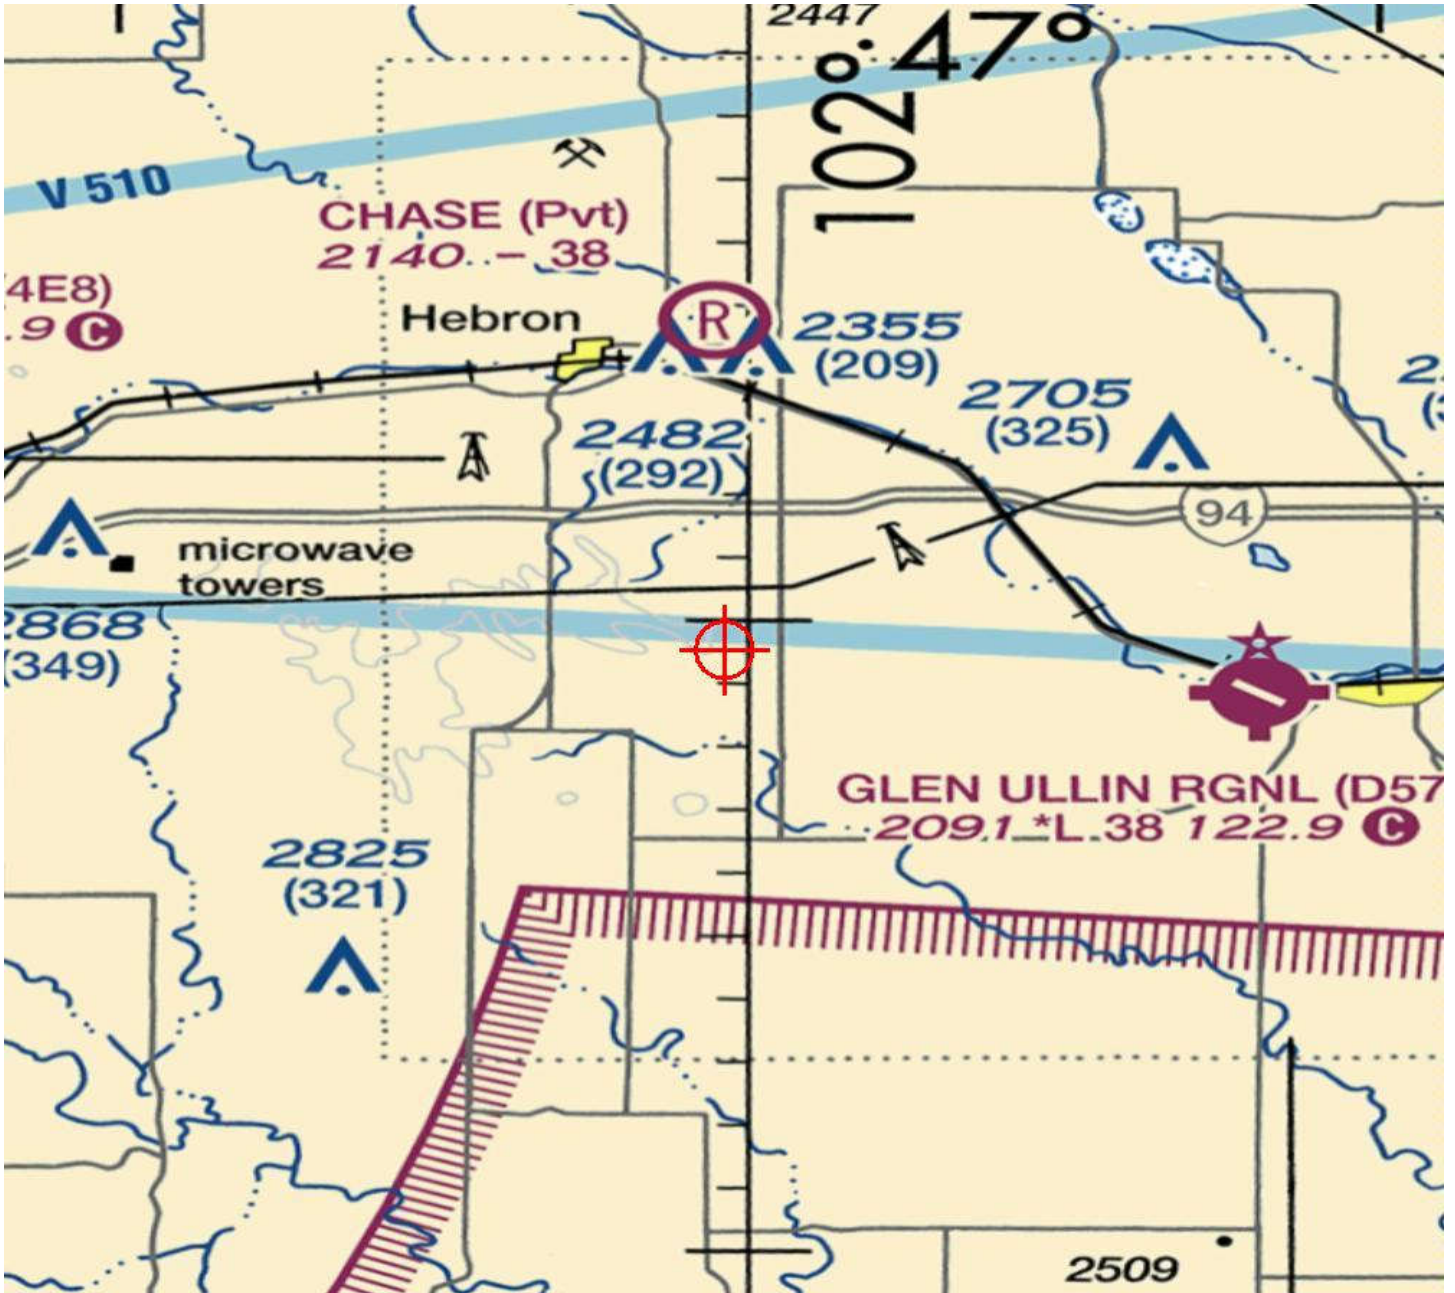 2447
47°
102°
V 510
CHASE (Pvt)
2140 - 38
4E8)
.9 C
Hebron
R
2355
(209)
2705
(325)
2482
(292)
94
microwave
towers
2868
(349)
GLEN ULLIN RGNL (D57
2091 *L 38 122.9 C
2825
(321)
2509